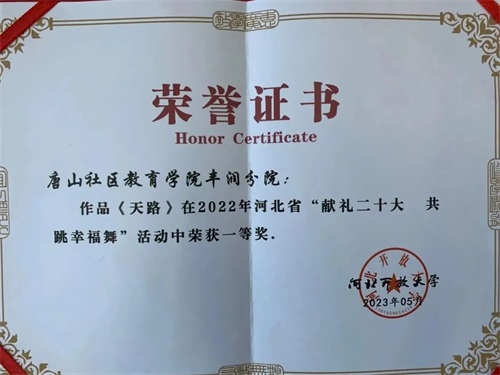 荣誉证书
Honor Certificate
唐山社区教育学院丰润分院：
作品《天路》在2022年河北省“献礼二十大 共
跳幸福舞”活动中荣获一等奖.
河北开放大学
2023年05月